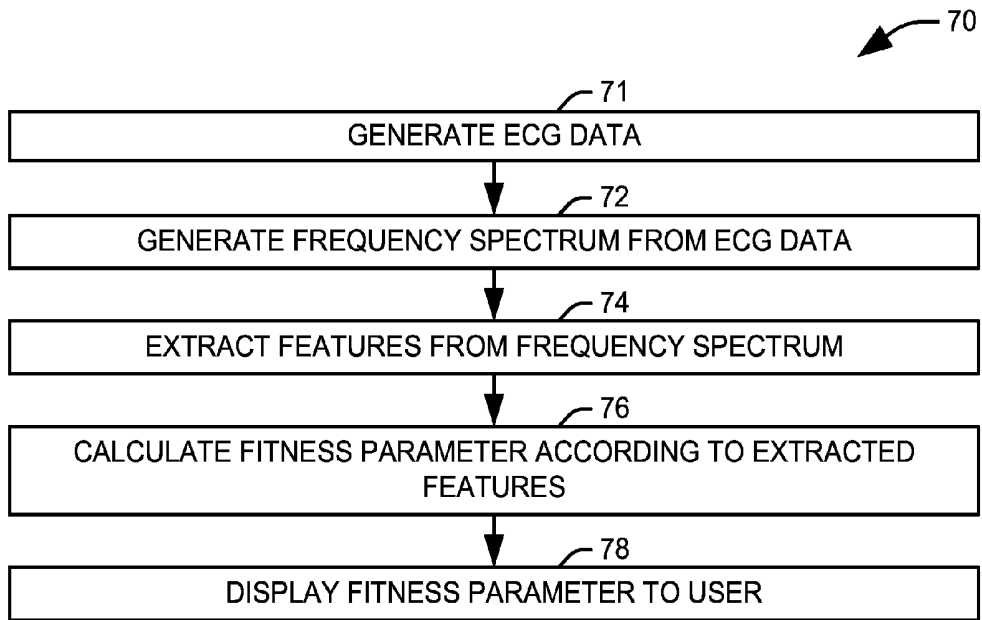 70
71
GENERATE ECG DATA
72
GENERATE FREQUENCY SPECTRUM FROM ECG DATA
74
EXTRACT FEATURES FROM FREQUENCY SPECTRUM
76
CALCULATE FITNESS PARAMETER ACCORDING TO EXTRACTED
FEATURES
78
DISPLAY FITNESS PARAMETER TO USER